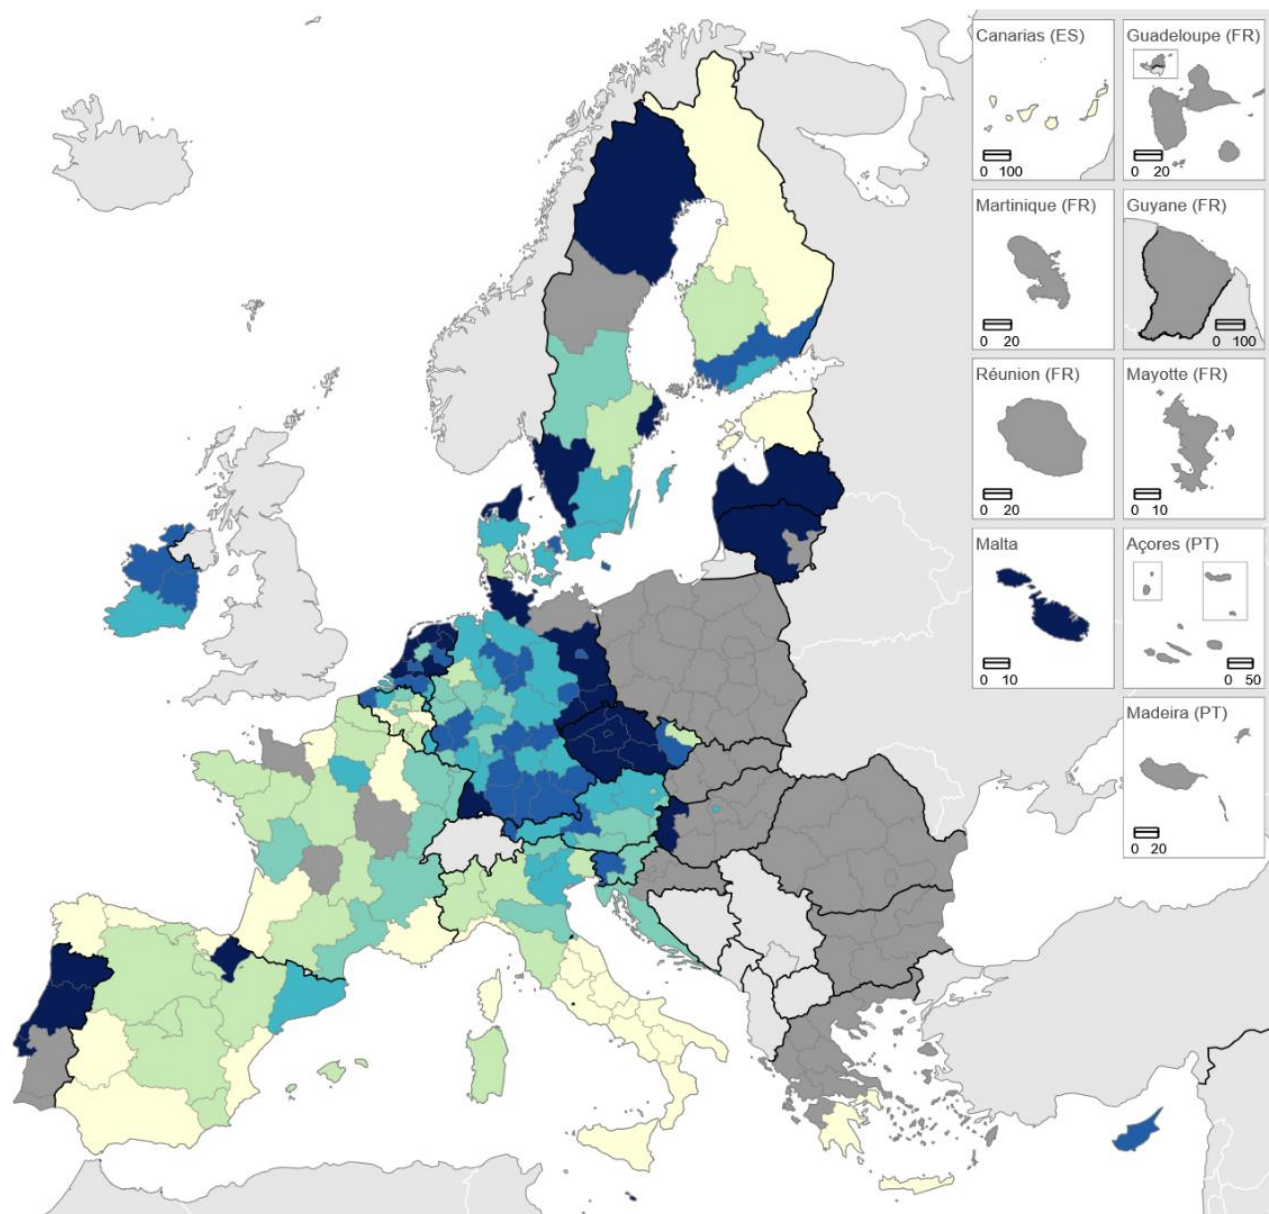 Canarias (ES)
0 100
Guadeloupe (FR)
0 20
Martinique (FR)
0 20
Guyane (FR)
0 100
Réunion (FR)
0 20
Mayotte (FR)
0 10
Malta
0 10
Açores (PT)
0 50
Madeira (PT)
0 20